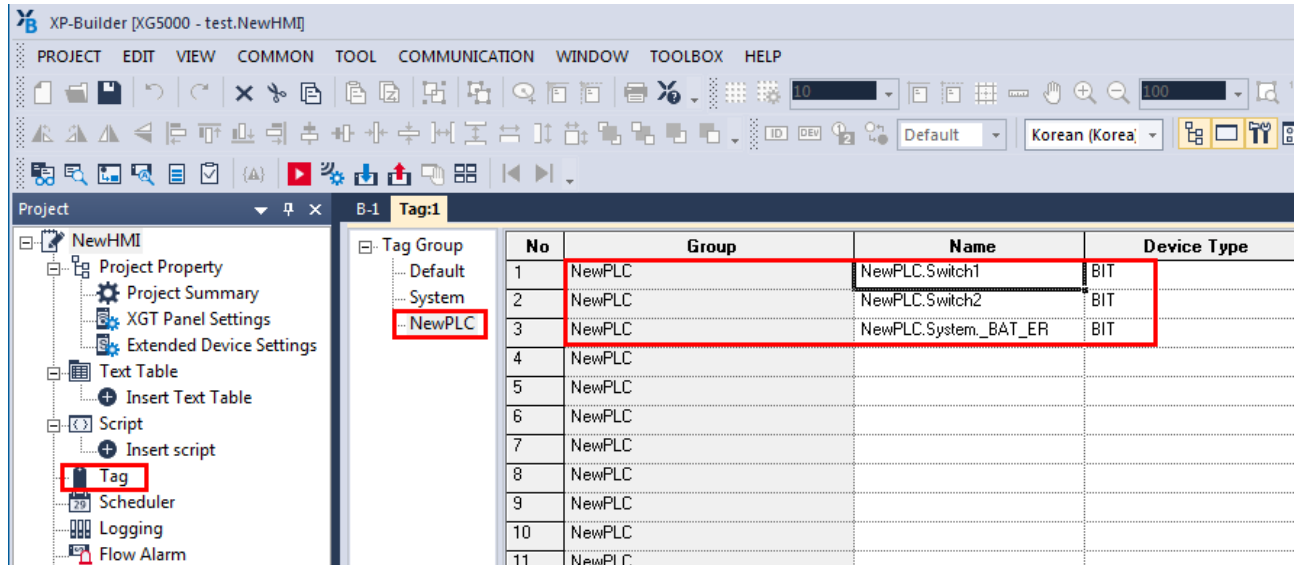 XP-Builder [XG5000 - test.NewHMI]
PROJECT EDIT VIEW COMMON TOOL COMMUNICATION WINDOW TOOLBOX HELP
10 100
ID DEV Default Korean (Korea
{A}
Project
B-1 Tag:1
NewHMI
Project Property
Project Summary
XGT Panel Settings
Extended Device Settings
Text Table
Insert Text Table
Script
Insert script
Tag
29 Scheduler
Logging
Flow Alarm
Tag Group
Default
System
NewPLC
No Group Name Device Type
1 NewPLC NewPLC.Switch1 BIT
2 NewPLC NewPLC.Switch2 BIT
3 NewPLC NewPLC.System._BAT_ER BIT
4 NewPLC
5 NewPLC
6 NewPLC
7 NewPLC
8 NewPLC
9 NewPLC
10 NewPLC
11 NewPLC